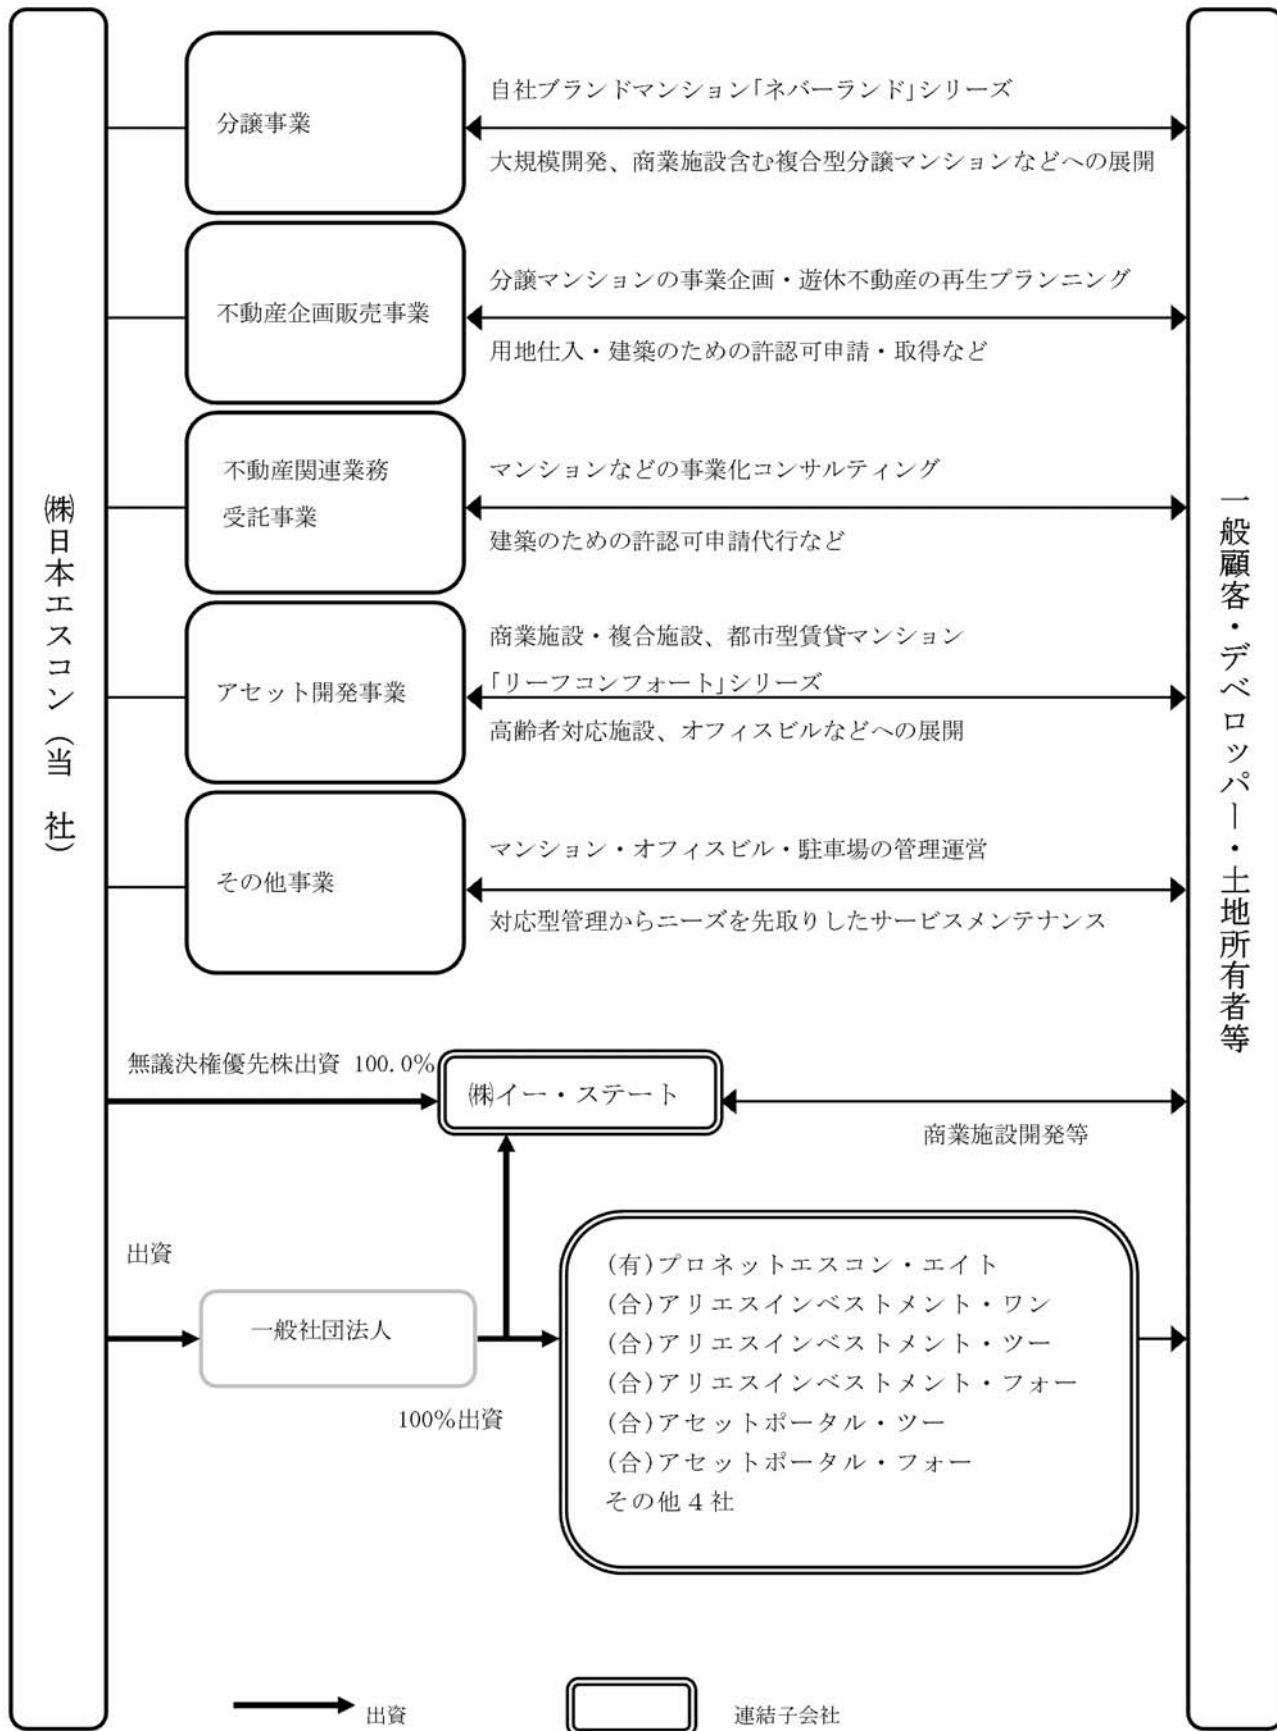 ㈱日本エスコン（当　社）
分譲事業
自社ブランドマンション「ネバーランド」シリーズ
大規模開発、商業施設含む複合型分譲マンションなどへの展開
不動産企画販売事業
分譲マンションの事業企画・遊休不動産の再生プランニング
用地仕入・建築のための許認可申請・取得など
不動産関連業務
受託事業
マンションなどの事業化コンサルティング
建築のための許認可申請代行など
アセット開発事業
商業施設・複合施設、都市型賃貸マンション
「リーフコンフォート」シリーズ
高齢者対応施設、オフィスビルなどへの展開
その他事業
マンション・オフィスビル・駐車場の管理運営
対応型管理からニーズを先取りしたサービスメンテナンス
無議決権優先株出資 100.0%
㈱イー・ステート
商業施設開発等
出資
一般社団法人
100%出資
(有)プロネットエスコン・エイト
(合)アリエスインベストメント・ワン
(合)アリエスインベストメント・ツー
(合)アリエスインベストメント・フォー
(合)アセットポータル・ツー
(合)アセットポータル・フォー
その他４社
一般顧客・デベロッパー・土地所有者等
出資
連結子会社